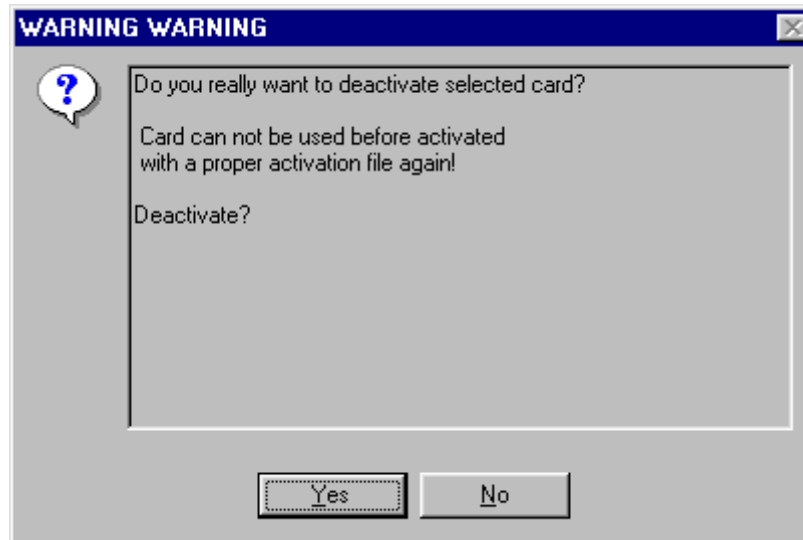 WARNING WARNING
Do you really want to deactivate selected card?
Card can not be used before activated
with a proper activation file again!
Deactivate?
Yes
No